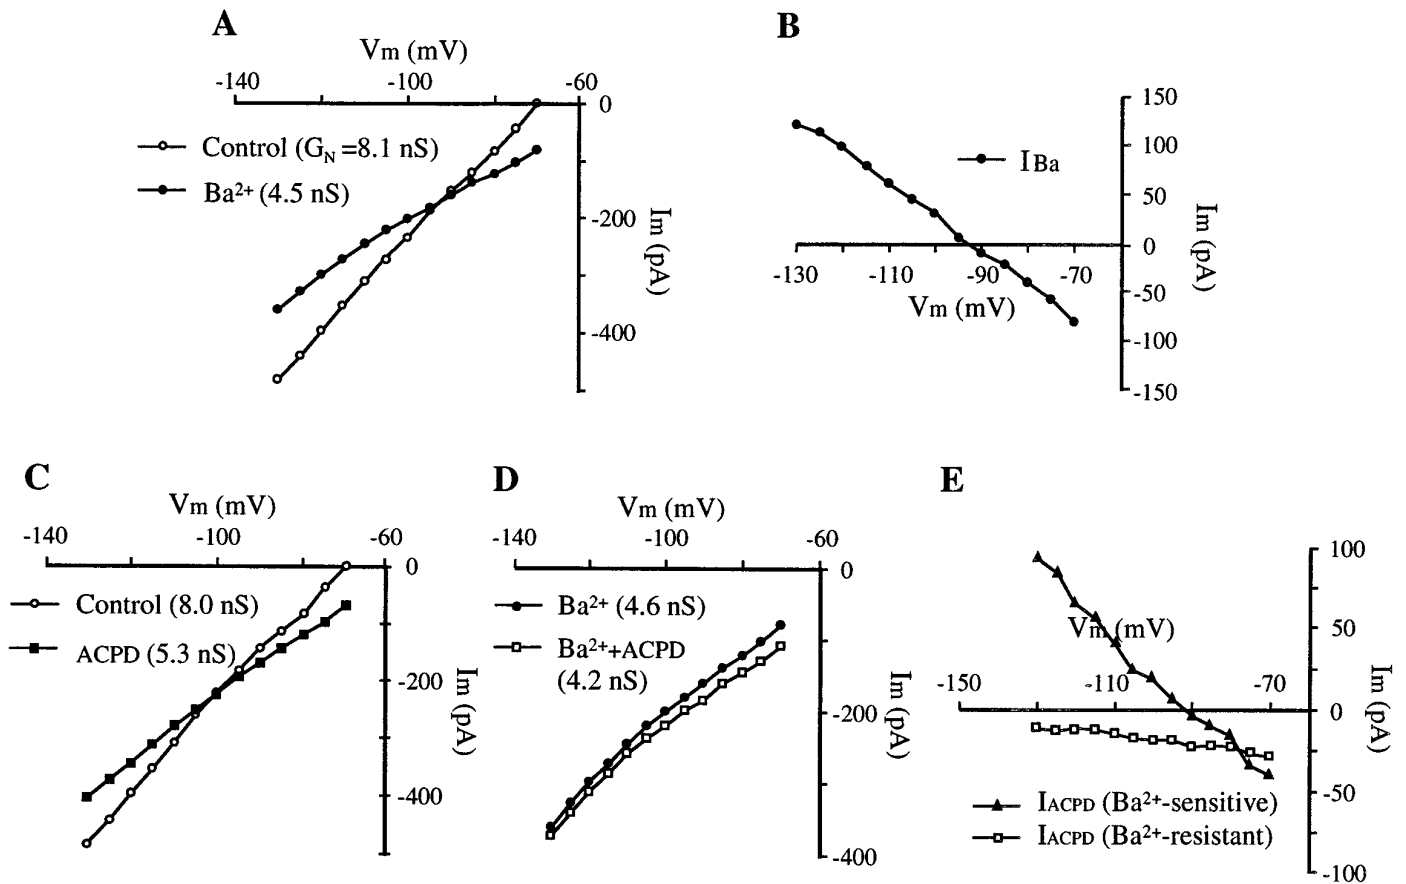 A
Vm (mV)
-140 -100 -60
0
Control (GN =8.1 nS)
Ba2+ (4.5 nS)
-200
-400
Im (pA)
B
150
100
50
0
-50
-100
-150
IBa
-130 -110 -90 -70
Vm (mV)
Im (pA)
C
Vm (mV)
-140 -100 -60
0
Control (8.0 nS)
ACPD (5.3 nS)
-200
-400
Im (pA)
D
Vm (mV)
-140 -100 -60
0
Ba2+ (4.6 nS)
Ba2++ACPD
(4.2 nS)
-200
-400
Im (pA)
E
100
50
0
-50
-100
Vm (mV)
-150 -110 -70
Im (pA)
IACPD (Ba2+-sensitive)
IACPD (Ba2+-resistant)